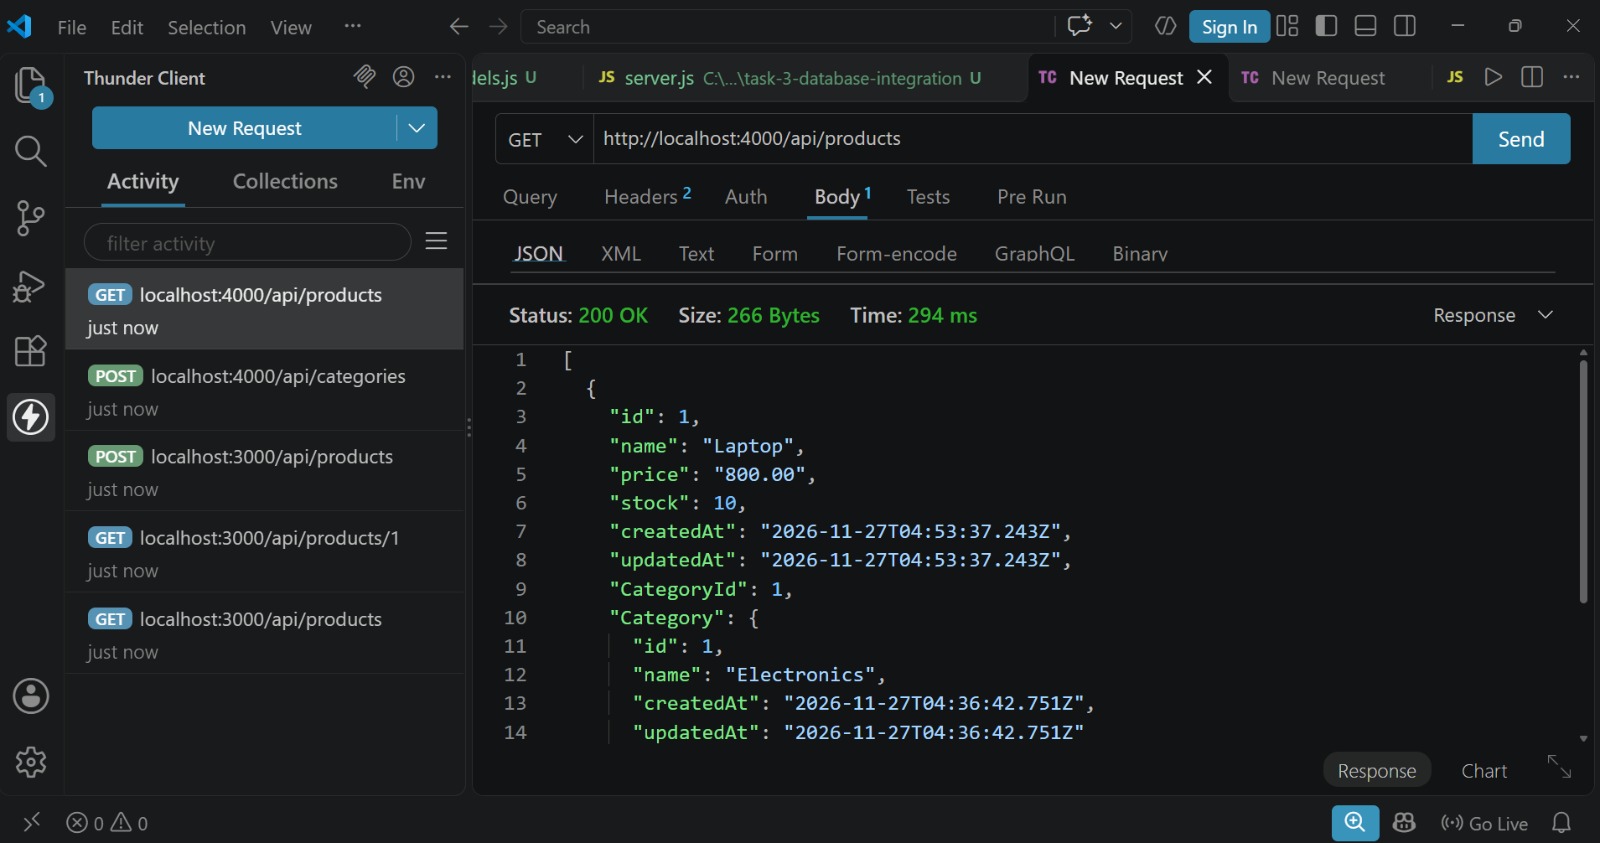 File Edit Selection View ··· Search Sign In
Thunder Client ···
dels.js U JS server.js C:\...\task-3-database-integration U TC New Request TC New Request JS ···
New Request
GET http://localhost:4000/api/products Send
Activity Collections Env
Query Headers 2 Auth Body 1 Tests Pre Run
filter activity
JSON XML Text Form Form-encode GraphQL Binary
1
GET localhost:4000/api/products
just now
POST localhost:4000/api/categories
just now
POST localhost:3000/api/products
just now
GET localhost:3000/api/products/1
just now
GET localhost:3000/api/products
just now
Status: 200 OK Size: 266 Bytes Time: 294 ms Response
1 [
2 {
3 "id": 1,
4 "name": "Laptop",
5 "price": "800.00",
6 "stock": 10,
7 "createdAt": "2026-11-27T04:53:37.243Z",
8 "updatedAt": "2026-11-27T04:53:37.243Z",
9 "CategoryId": 1,
10 "Category": {
11 "id": 1,
12 "name": "Electronics",
13 "createdAt": "2026-11-27T04:36:42.751Z",
14 "updatedAt": "2026-11-27T04:36:42.751Z"
Response Chart
0 0 Go Live